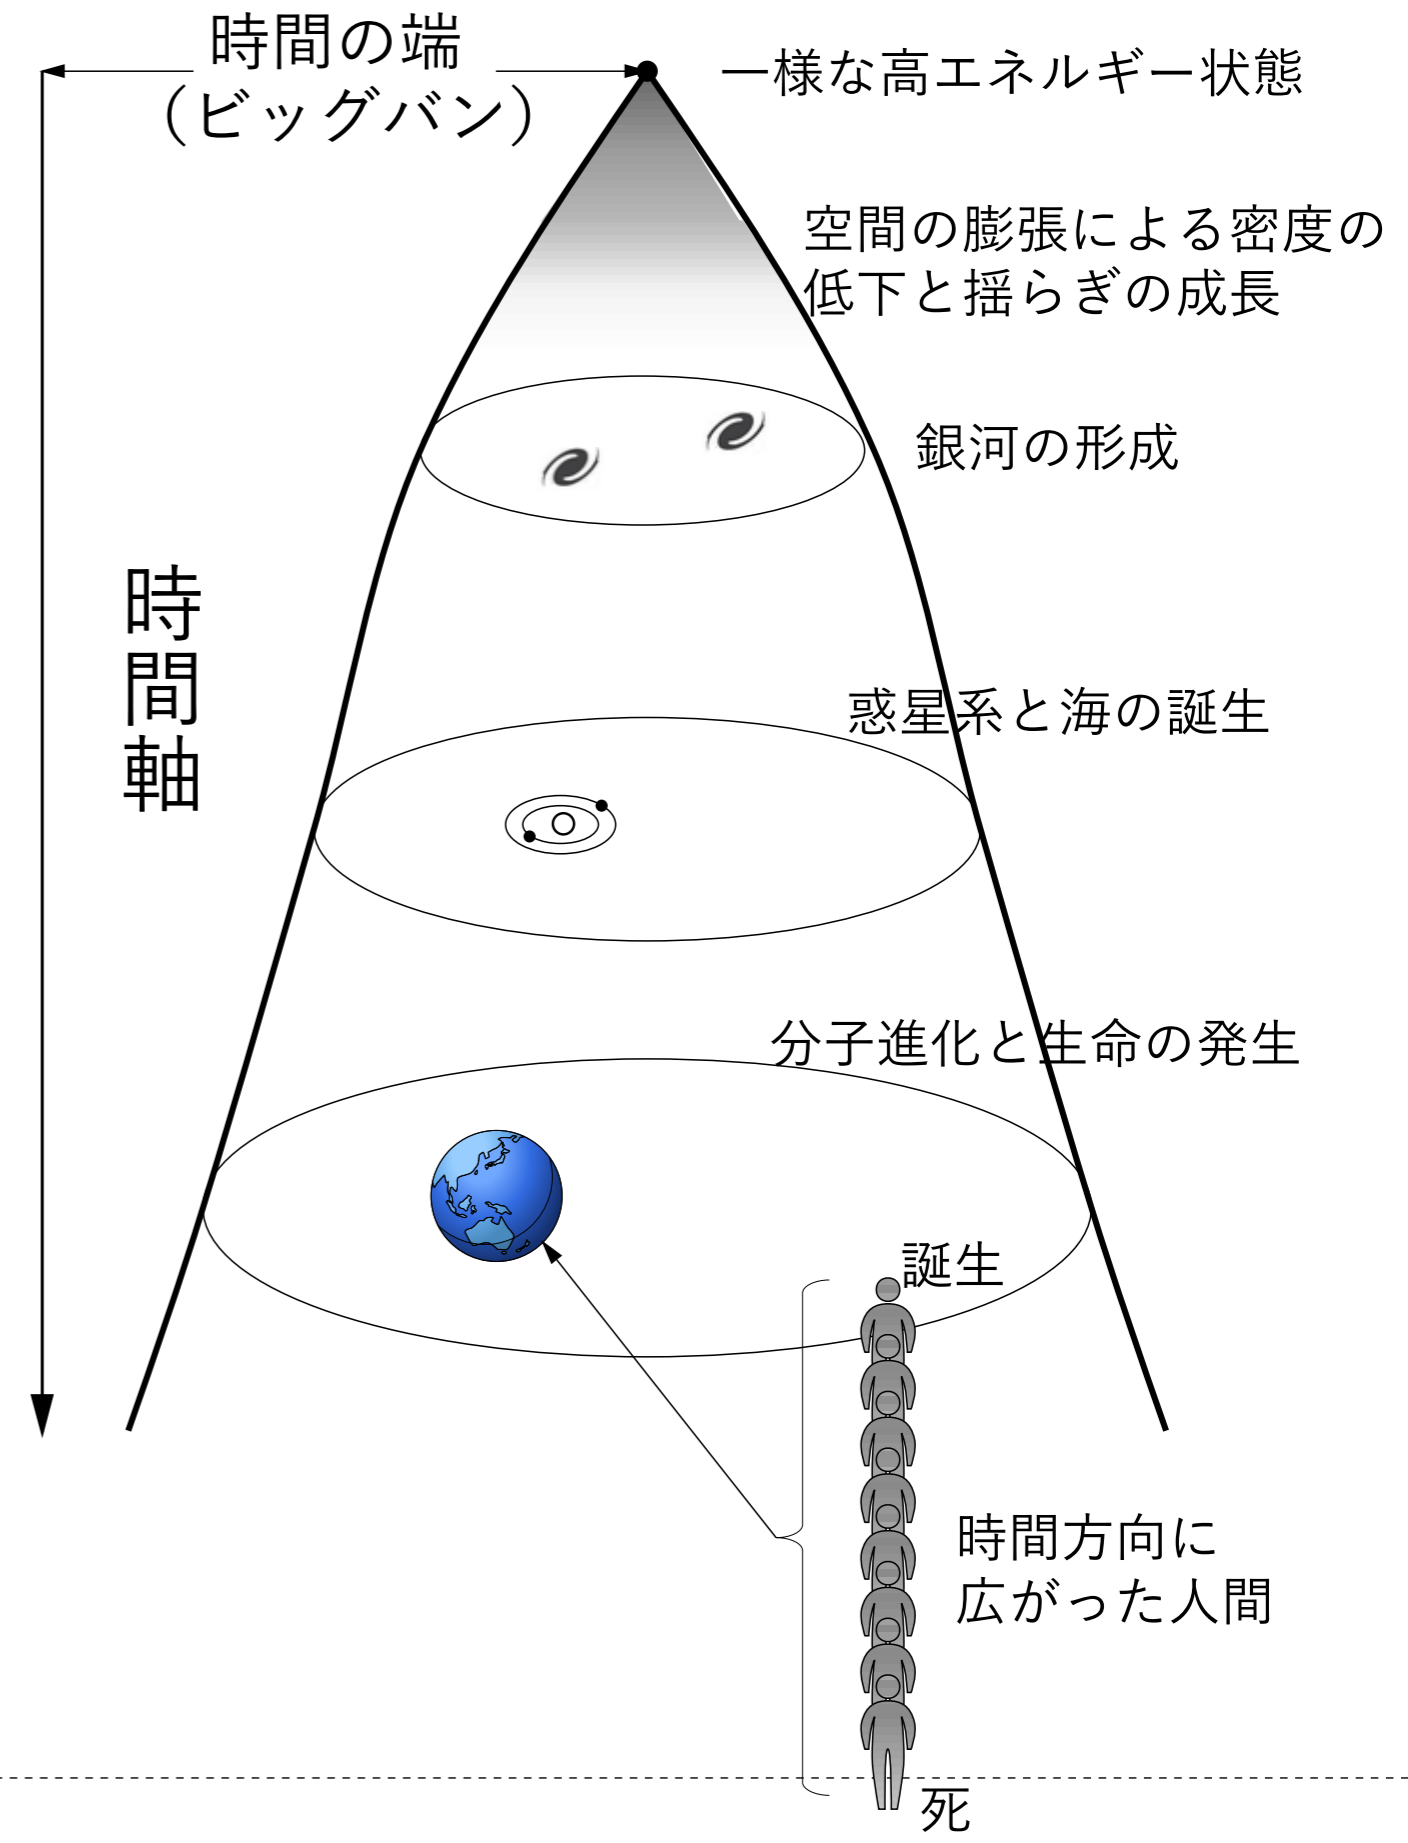 時間の端
（ビッグバン）
一様な高エネルギー状態
空間の膨張による密度の
低下と揺らぎの成長
銀河の形成
時間軸
惑星系と海の誕生
分子進化と生命の発生
誕生
時間方向に
広がった人間
死